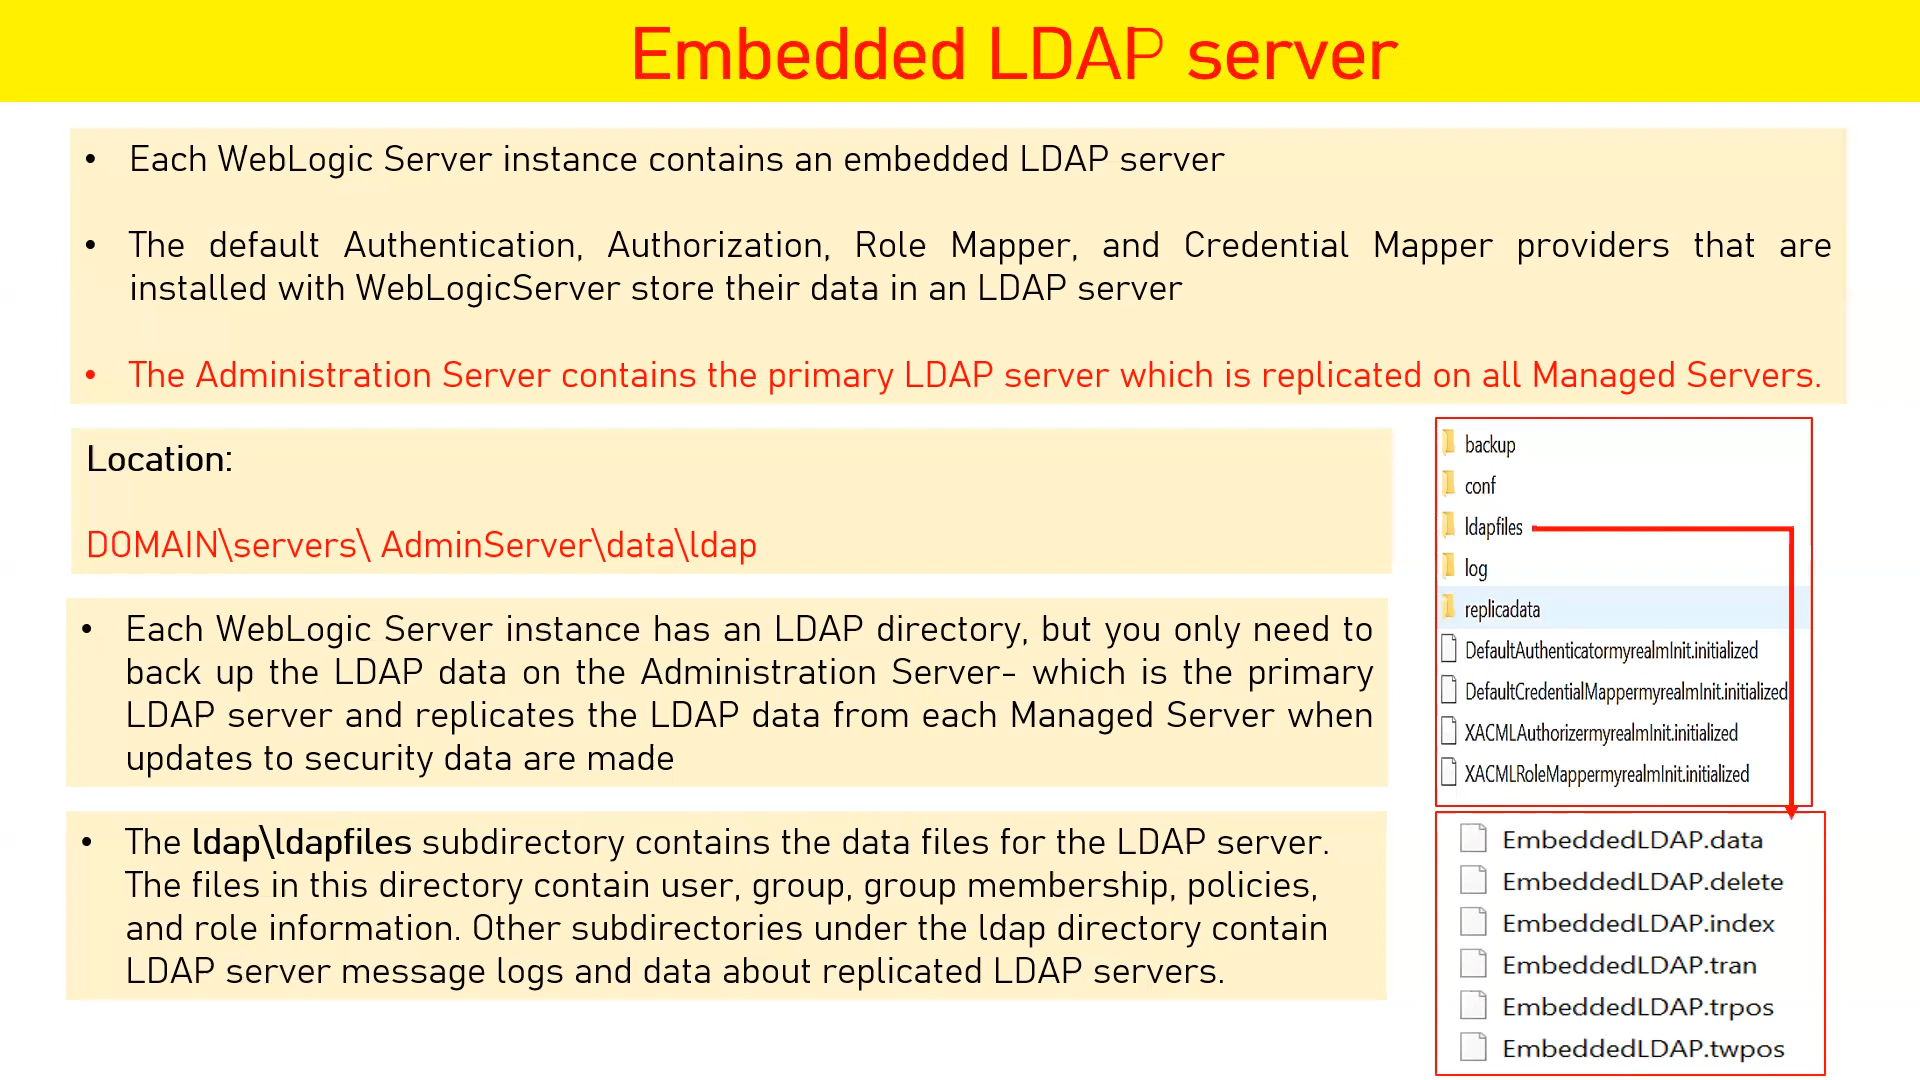 Embedded LDAP server
• Each WebLogic Server instance contains an embedded LDAP server
• The default Authentication, Authorization, Role Mapper, and Credential Mapper providers that are
installed with WebLogicServer store their data in an LDAP server
• The Administration Server contains the primary LDAP server which is replicated on all Managed Servers.
Location:
DOMAIN\servers\ AdminServer\data\ldap
• Each WebLogic Server instance has an LDAP directory, but you only need to
back up the LDAP data on the Administration Server- which is the primary
LDAP server and replicates the LDAP data from each Managed Server when
updates to security data are made
• The ldap\ldapfiles subdirectory contains the data files for the LDAP server.
The files in this directory contain user, group, group membership, policies,
and role information. Other subdirectories under the ldap directory contain
LDAP server message logs and data about replicated LDAP servers.
backup
conf
ldapfiles
log
replicadata
DefaultAuthenticatormyrealmInit.initialized
DefaultCredentialMappermyrealmInit.initialized
XACMLAuthorizermyrealmInit.initialized
XACMLRoleMappermyrealmInit.initialized
EmbeddedLDAP.data
EmbeddedLDAP.delete
EmbeddedLDAP.index
EmbeddedLDAP.tran
EmbeddedLDAP.trpos
EmbeddedLDAP.twpos